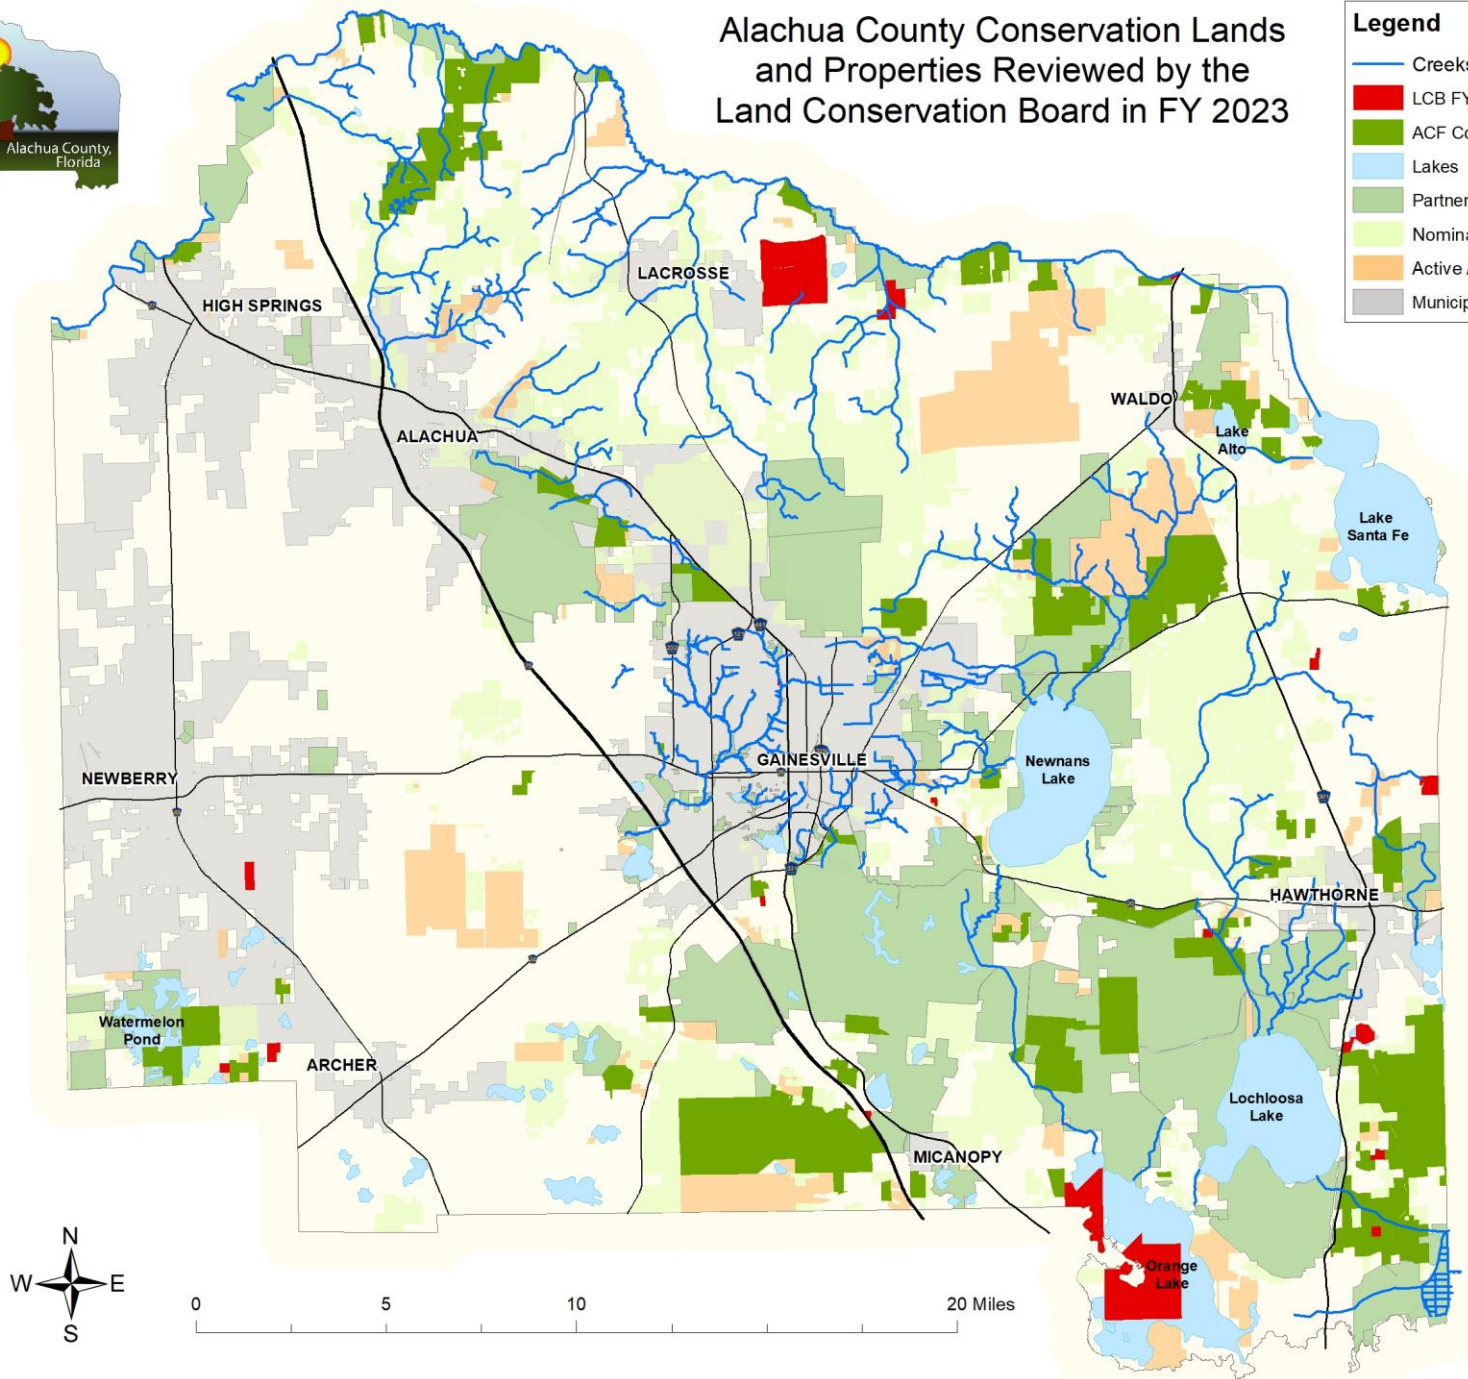 Alachua County Conservation Lands
and Properties Reviewed by the
Land Conservation Board in FY 2023
Alachua County,
Florida
Legend
Creeks
LCB FY
ACF Co
Lakes
Partner
Nomina
Active A
Municip
LACROSSE
HIGH SPRINGS
WALDO
ALACHUA
Lake
Alto
Lake
Santa Fe
GAINESVILLE
Newnans
Lake
NEWBERRY
HAWTHORNE
Watermelon
Pond
ARCHER
Lochloosa
Lake
MICANOPY
Orange
Lake
N
W E
S
0 5 10 20 Miles